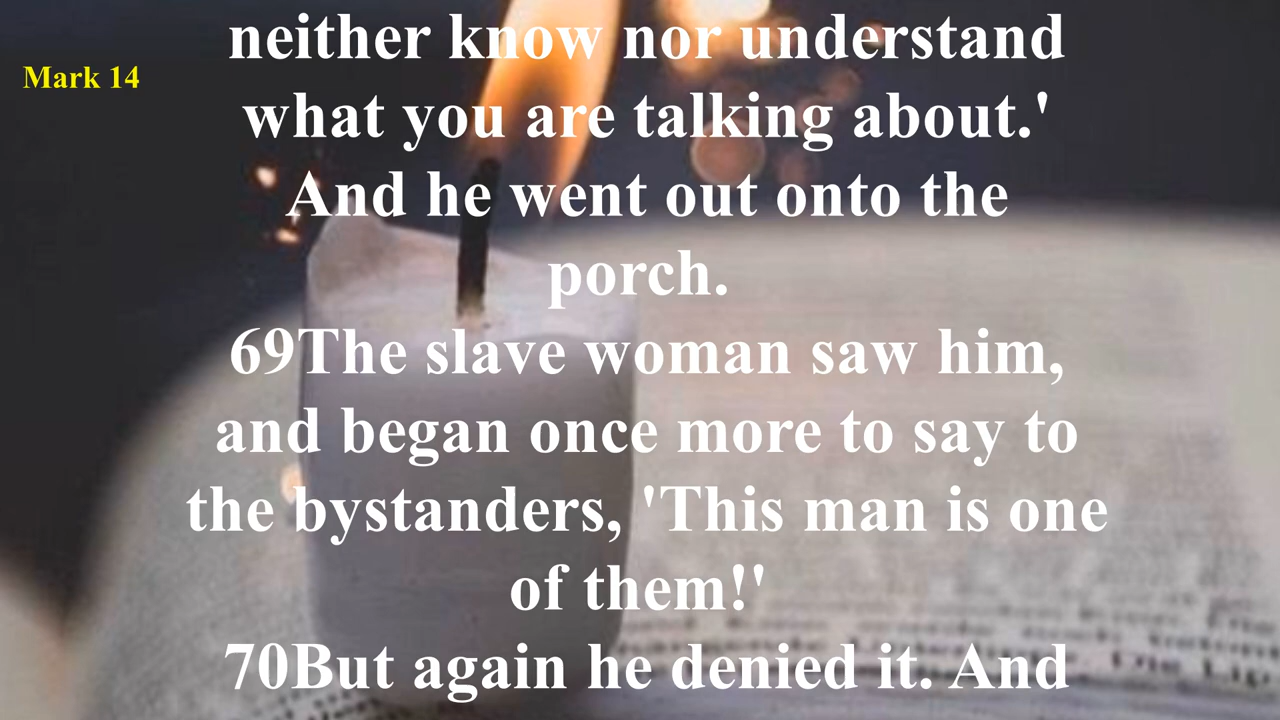 neither know nor understand
Mark 14
what you are talking about.'
And he went out onto the
porch.
69The slave woman saw him,
and began once more to say to
the bystanders, 'This man is one
of them!'
70But again he denied it. And